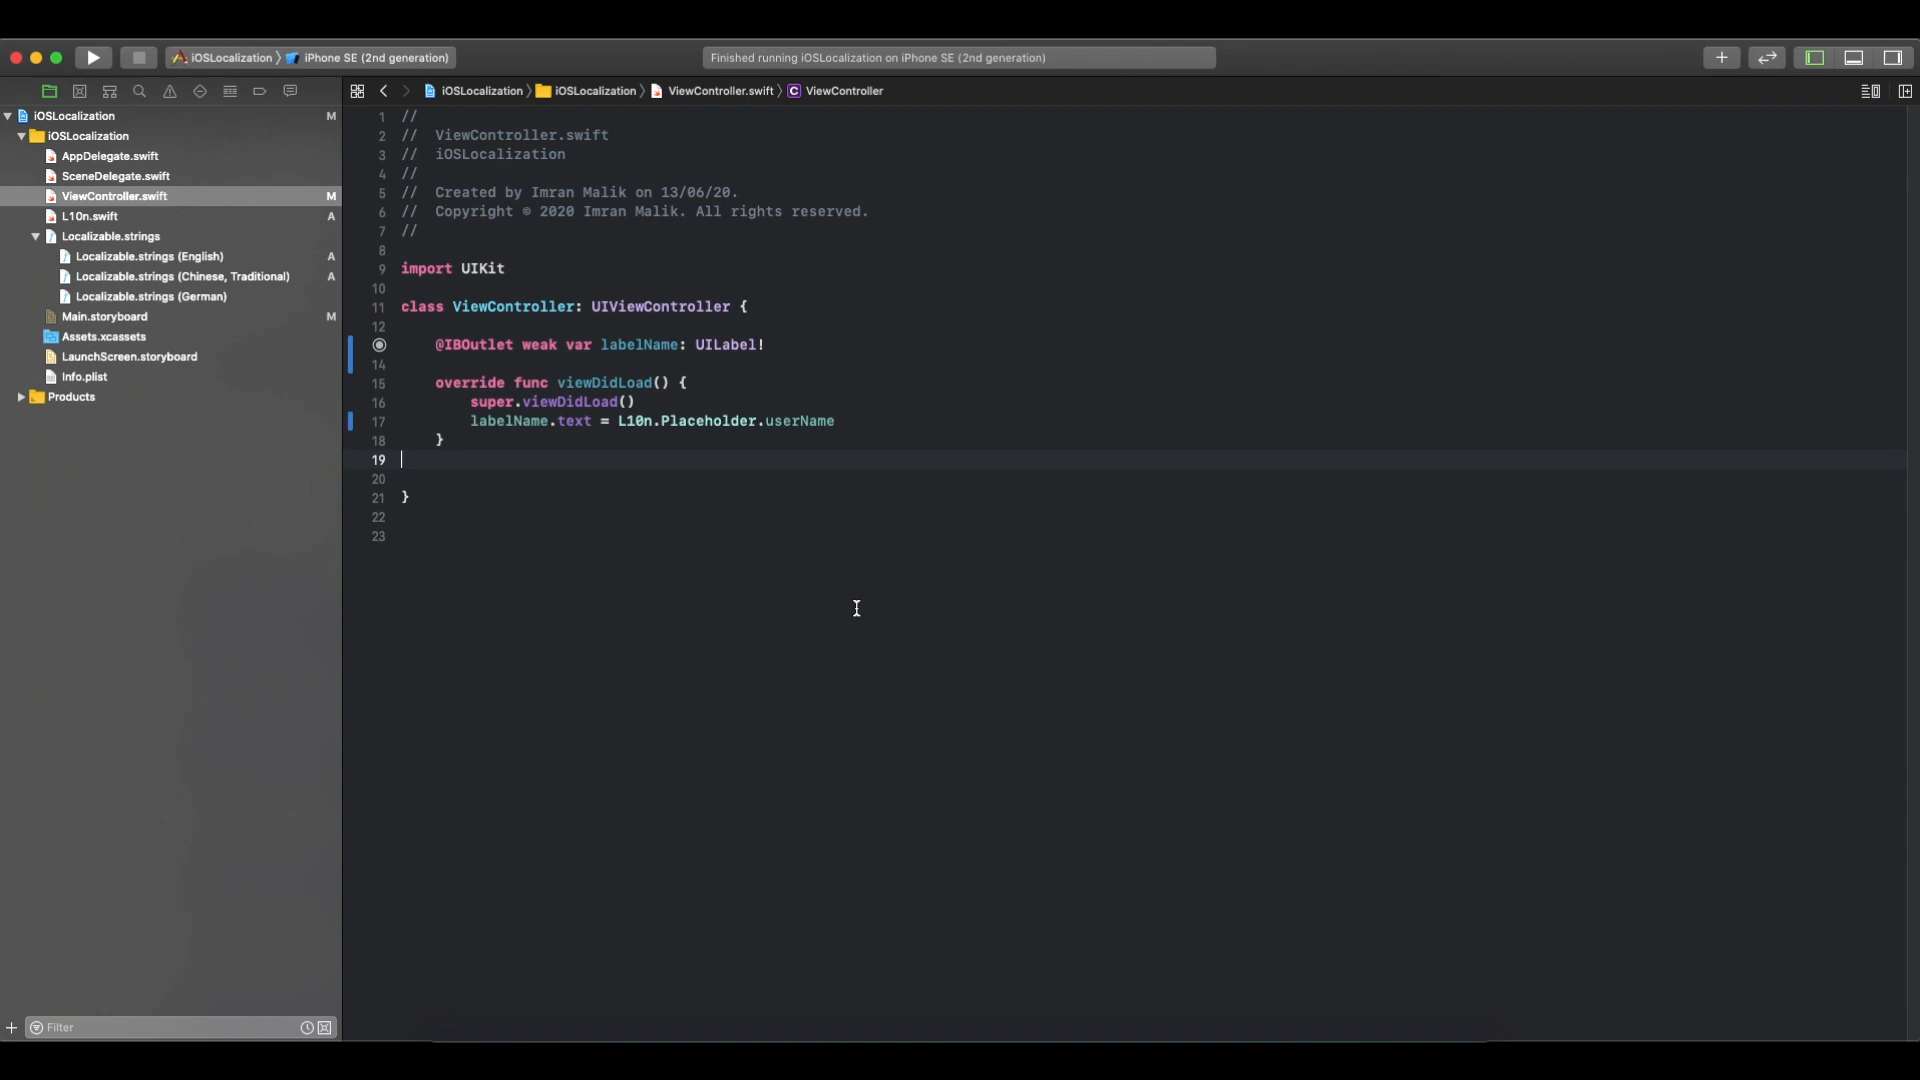 iOSLocalization 〉 iPhone SE (2nd generation)
Finished running iOSLocalization on iPhone SE (2nd generation)
iOSLocalization 〉 iOSLocalization 〉 ViewController.swift 〉 C ViewController
iOSLocalization M
iOSLocalization
AppDelegate.swift
SceneDelegate.swift
ViewController.swift M
L10n.swift A
Localizable.strings
Localizable.strings (English) A
Localizable.strings (Chinese, Traditional) A
Localizable.strings (German)
Main.storyboard M
Assets.xcassets
LaunchScreen.storyboard
Info.plist
Products
Filter
1 //
2 //  ViewController.swift
3 //  iOSLocalization
4 //
5 //  Created by Imran Malik on 13/06/20.
6 //  Copyright © 2020 Imran Malik. All rights reserved.
7 //
8
9 import UIKit
10
11 class ViewController: UIViewController {
12
@IBOutlet weak var labelName: UILabel!
14
15 override func viewDidLoad() {
16 super.viewDidLoad()
17 labelName.text = L10n.Placeholder.userName
18 }
19
20
21 }
22
23